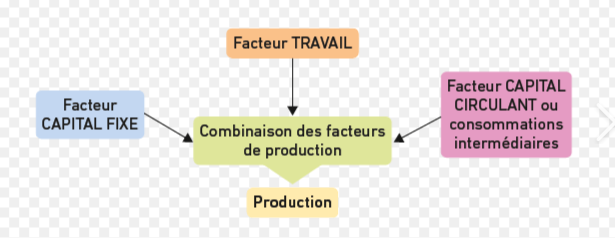 Facteur TRAVAIL
Facteur
CAPITAL FIXE
Facteur CAPITAL
CIRCULANT ou
consommations
intermédiaires
Combinaison des facteurs
de production
Production